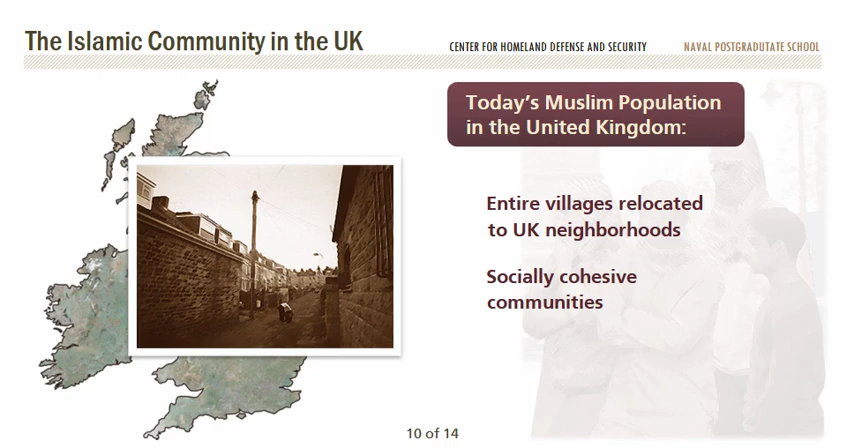 The Islamic Community in the UK
CENTER FOR HOMELAND DEFENSE AND SECURITY
NAVAL POSTGRADUTATE SCHOOL
Today's Muslim Population
in the United Kingdom:
Entire villages relocated
to UK neighborhoods
Socially cohesive
communities
10 of 14